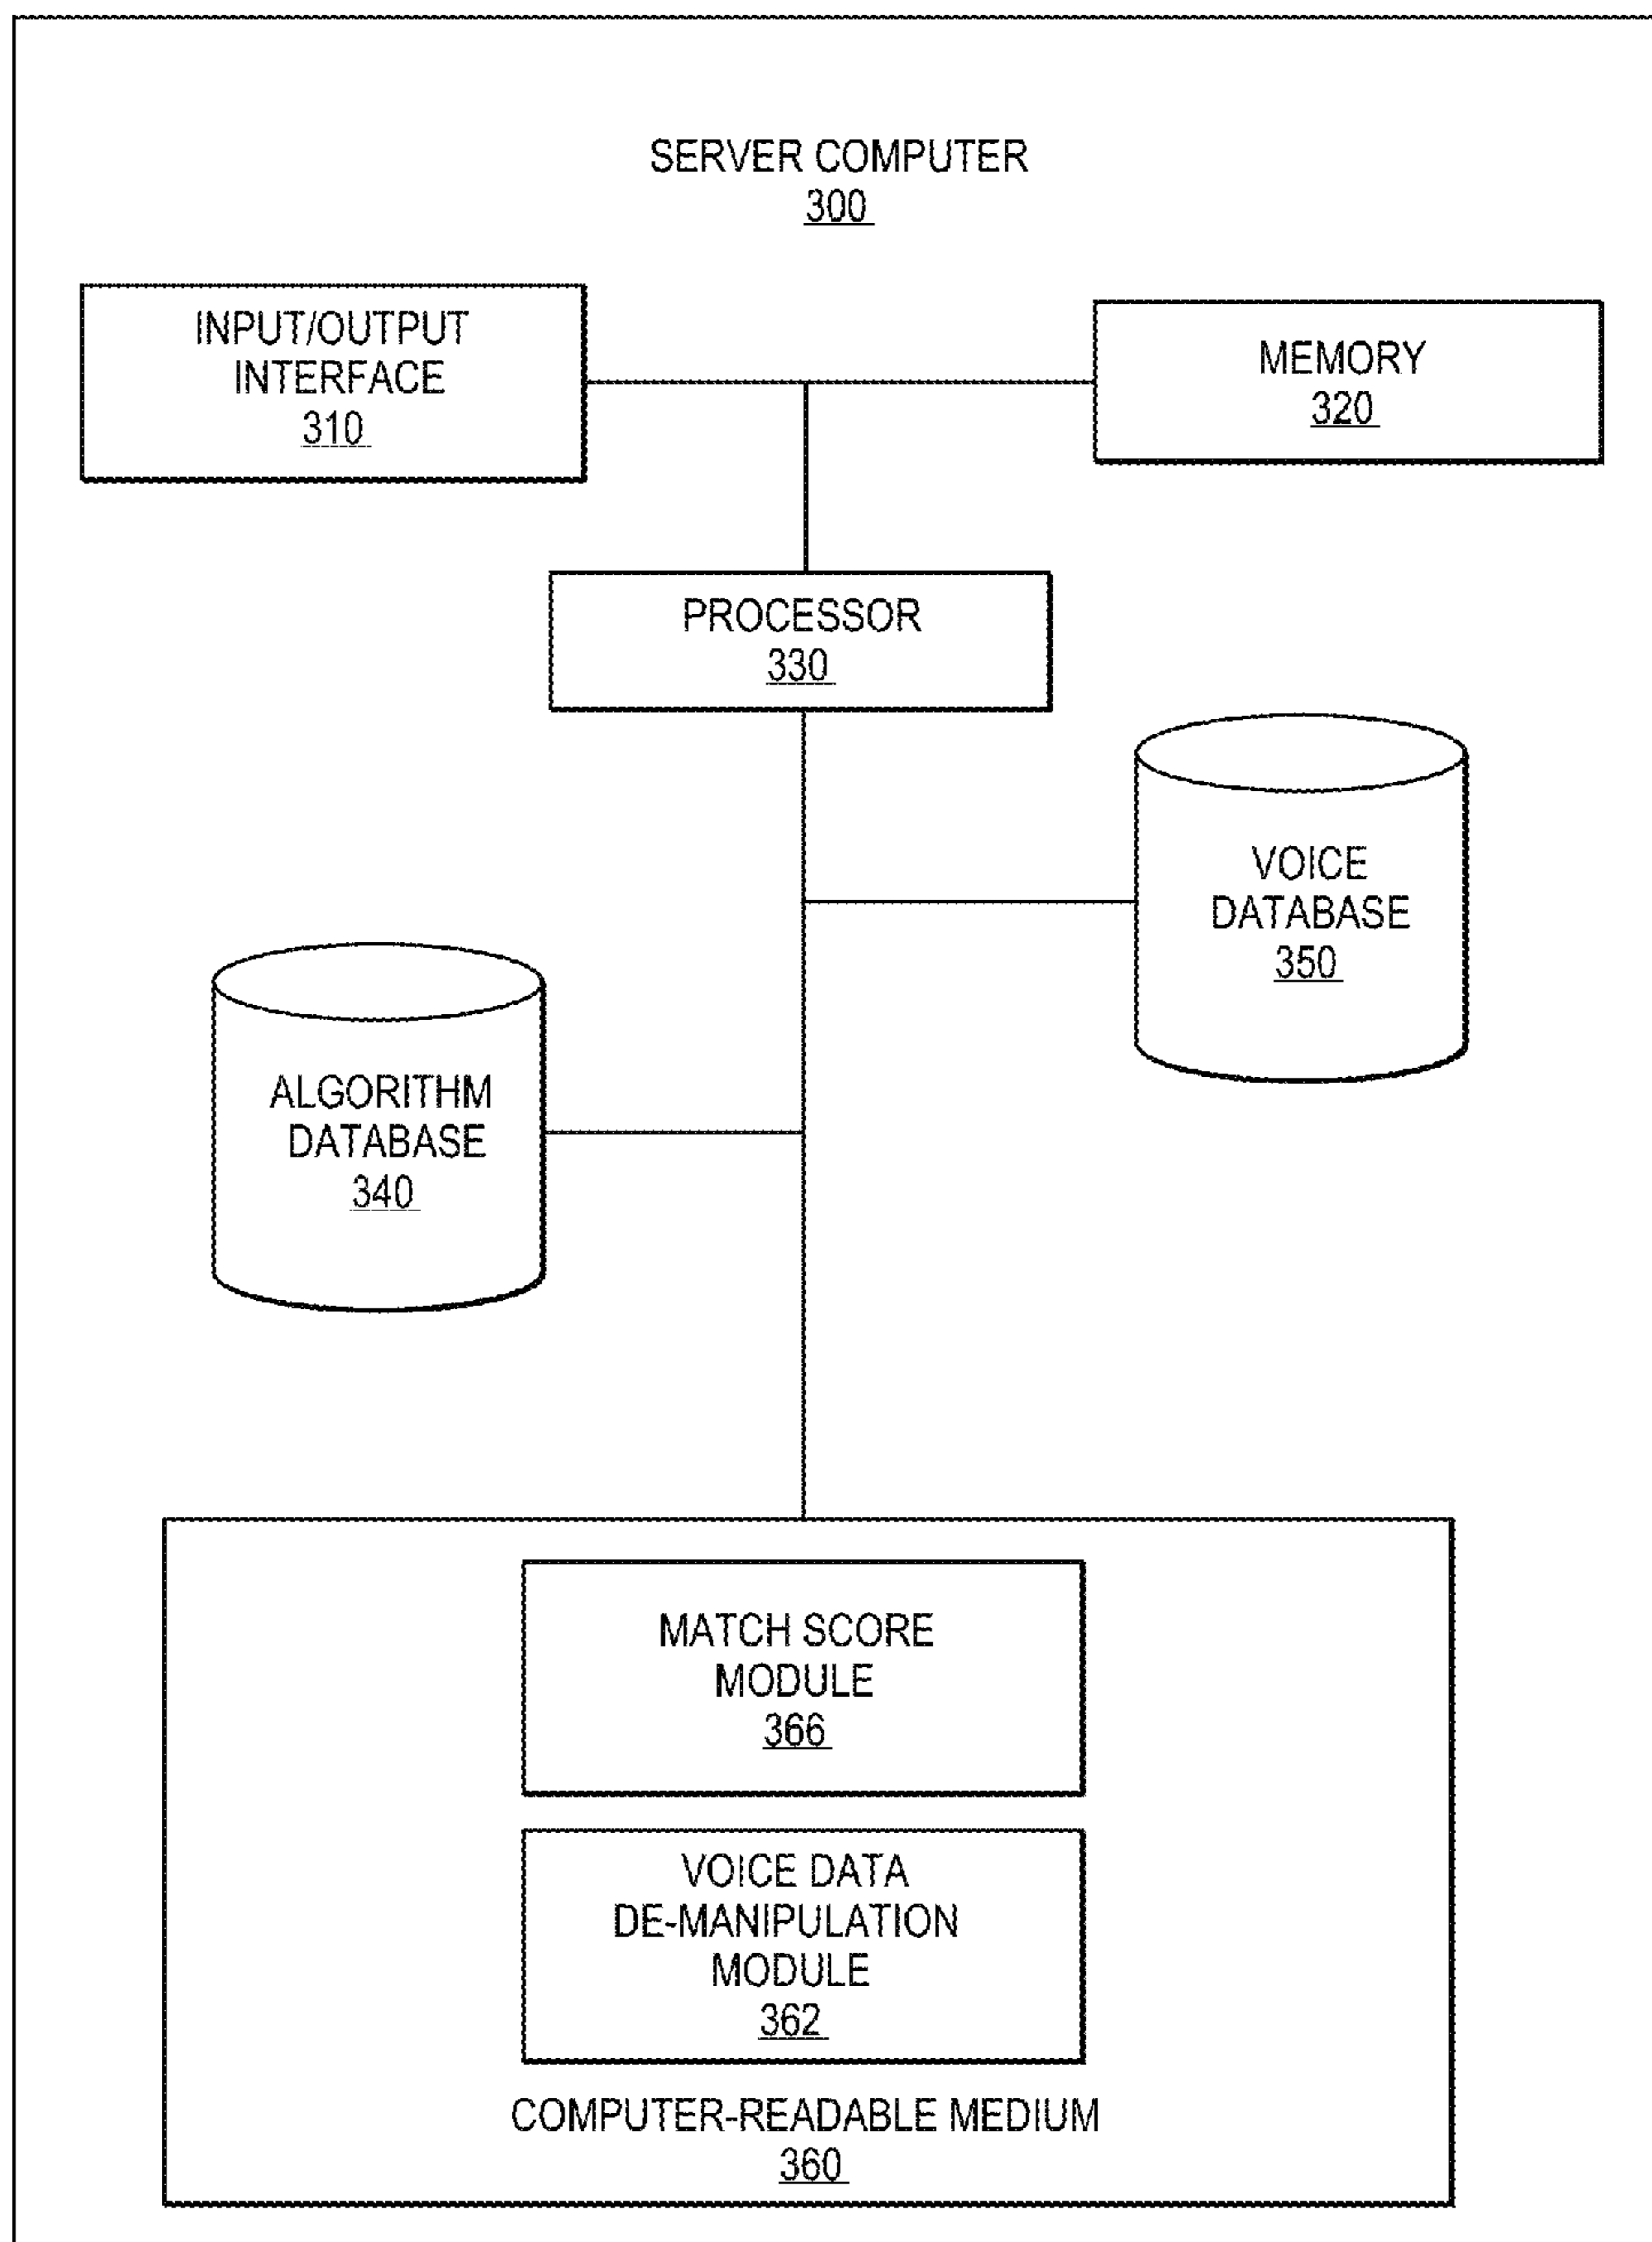 SERVER COMPUTER
300
INPUT/OUTPUT
INTERFACE
310
MEMORY
320
PROCESSOR
330
VOICE
DATABASE
350
ALGORITHM
DATABASE
340
MATCH SCORE
MODULE
366
VOICE DATA
DE-MANIPULATION
MODULE
362
COMPUTER-READABLE MEDIUM
360